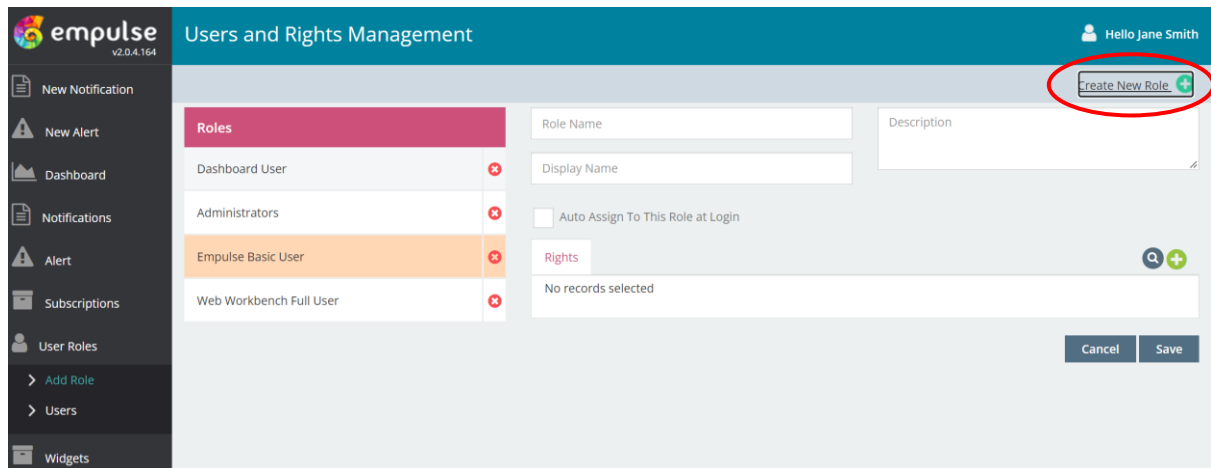 empulse
v2.0.4.164
Users and Rights Management
Hello Jane Smith
New Notification
New Alert
Dashboard
Notifications
Alert
Subscriptions
User Roles
Add Role
Users
Widgets
Create New Role
Roles
Dashboard User
Administrators
Empulse Basic User
Web Workbench Full User
Role Name
Description
Display Name
Auto Assign To This Role at Login
Rights
No records selected
Cancel Save